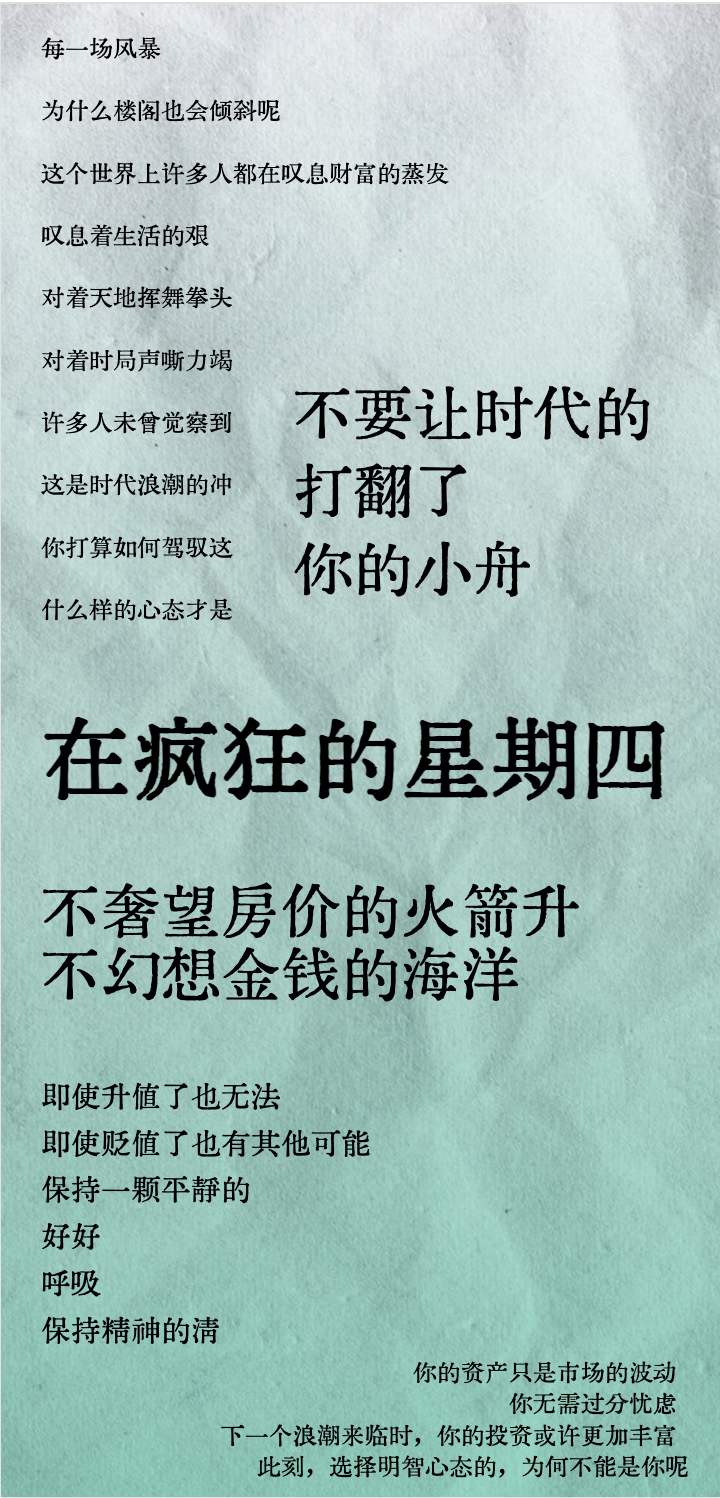 每一场风暴
为什么楼阁也会倾斜呢
这个世界上许多人都在叹息财富的蒸发
叹息着生活的艰
对着天地挥舞拳头
对着时局声嘶力竭
许多人未曾觉察到
这是时代浪潮的冲
你打算如何驾驭这
什么样的心态才是
不要让时代的
打翻了
你的小舟
在疯狂的星期四
不奢望房价的火箭升
不幻想金钱的海洋
即使升值了也无法
即使贬值了也有其他可能
保持一颗平静的
好好
呼吸
保持精神的清
你的资产只是市场的波动
你无需过分忧虑
下一个浪潮来临时，你的投资或许更加丰富
此刻，选择明智心态的，为何不能是你呢